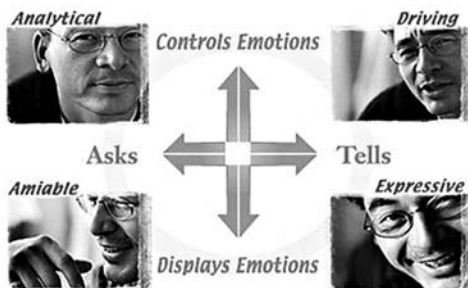 Analytical
Driving
Controls Emotions
Asks
Tells
Amiable
Expressive
Displays Emotions